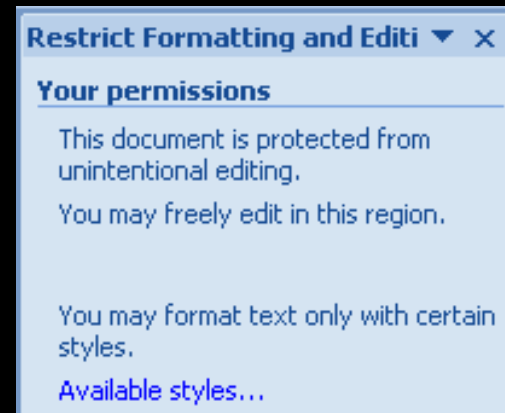 Restrict Formatting and Editi
Your permissions
This document is protected from
unintentional editing.
You may freely edit in this region.
You may format text only with certain
styles.
Available styles...